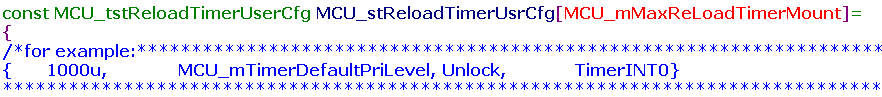 const MCU_tstReloadTimerUserCfg MCU_stReloadTimerUsrCfg[MCU_mMaxReLoadTimerMount]=
{
/*for example:*******************************************************************
{ 1000u, MCU_mTimerDefaultPriLevel, Unlock, TimerINT0}
********************************************************************************